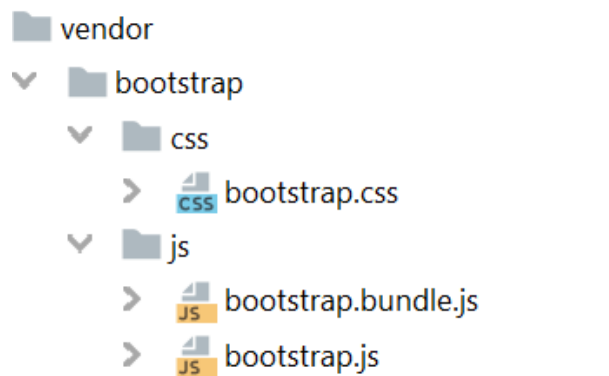 vendor
bootstrap
css
CSS bootstrap.css
js
JS bootstrap.bundle.js
JS bootstrap.js